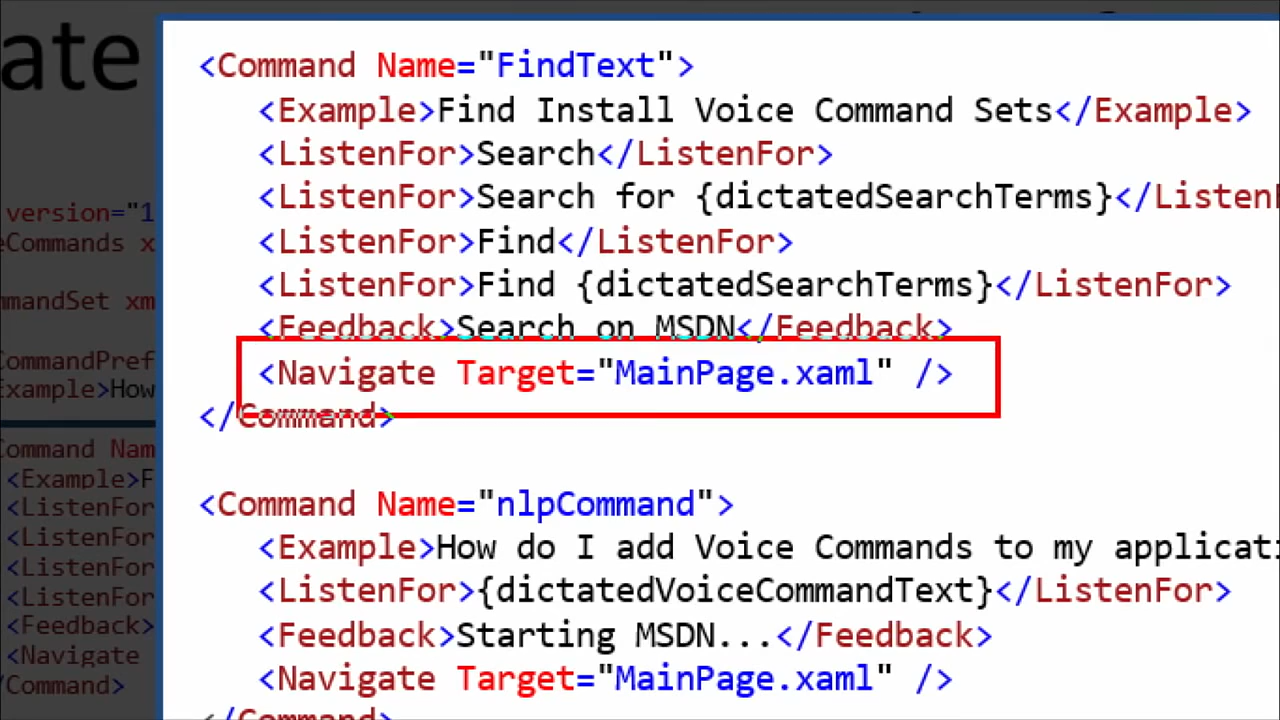 ate
version="1
eCommands x
mmandSet xm
CommandPref
Example>How
Command Nam
<Example>F
<ListenFor
<ListenFor
<ListenFor
<ListenFor
<Feedback>
<Navigate
/Command>
<Command Name="FindText">
<Example>Find Install Voice Command Sets</Example>
<ListenFor>Search</ListenFor>
<ListenFor>Search for {dictatedSearchTerms}</ListenF
<ListenFor>Find</ListenFor>
<ListenFor>Find {dictatedSearchTerms}</ListenFor>
<Feedback>Search on MSDN</Feedback>
<Navigate Target="MainPage.xaml" />
</Command>
<Command Name="nlpCommand">
<Example>How do I add Voice Commands to my applicati
<ListenFor>{dictatedVoiceCommandText}</ListenFor>
<Feedback>Starting MSDN...</Feedback>
<Navigate Target="MainPage.xaml" />
</Command>